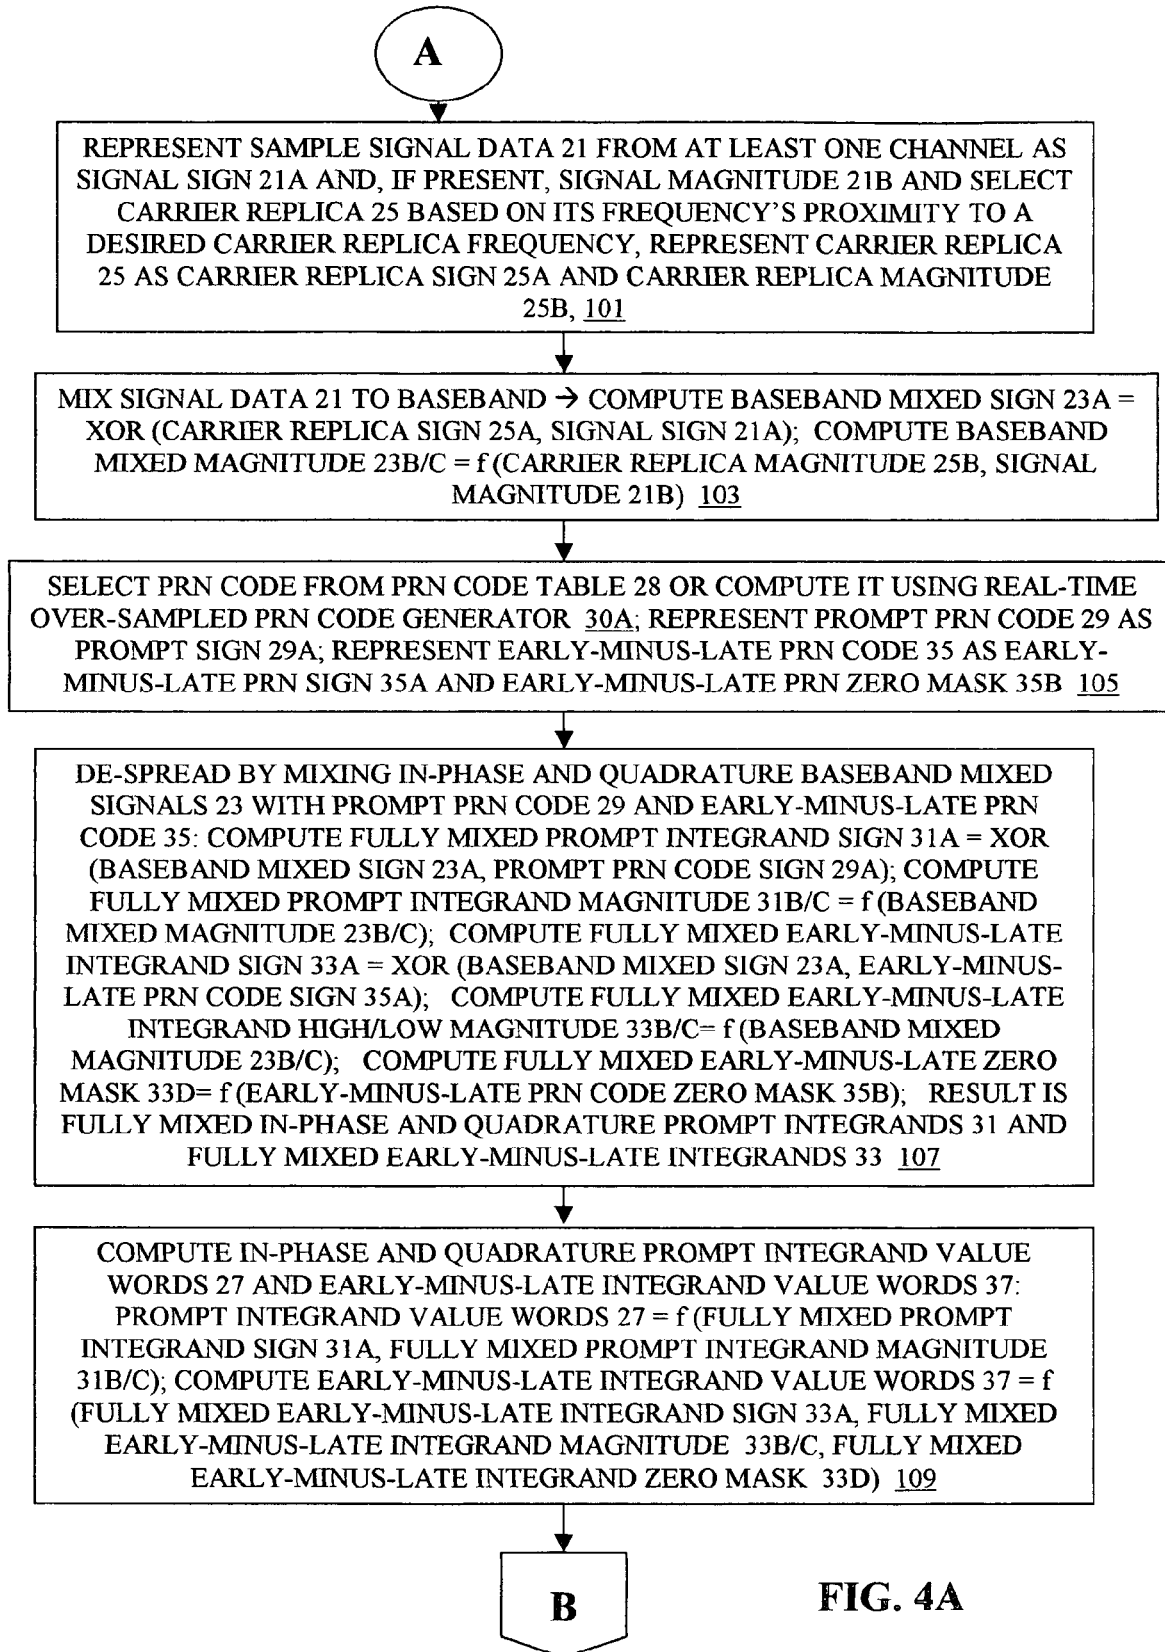 A
REPRESENT SAMPLE SIGNAL DATA 21 FROM AT LEAST ONE CHANNEL AS
SIGNAL SIGN 21A AND, IF PRESENT, SIGNAL MAGNITUDE 21B AND SELECT
CARRIER REPLICA 25 BASED ON ITS FREQUENCY'S PROXIMITY TO A
DESIRED CARRIER REPLICA FREQUENCY, REPRESENT CARRIER REPLICA
25 AS CARRIER REPLICA SIGN 25A AND CARRIER REPLICA MAGNITUDE
25B, 101
MIX SIGNAL DATA 21 TO BASEBAND → COMPUTE BASEBAND MIXED SIGN 23A =
XOR (CARRIER REPLICA SIGN 25A, SIGNAL SIGN 21A); COMPUTE BASEBAND
MIXED MAGNITUDE 23B/C = f (CARRIER REPLICA MAGNITUDE 25B, SIGNAL
MAGNITUDE 21B) 103
SELECT PRN CODE FROM PRN CODE TABLE 28 OR COMPUTE IT USING REAL-TIME
OVER-SAMPLED PRN CODE GENERATOR 30A; REPRESENT PROMPT PRN CODE 29 AS
PROMPT SIGN 29A; REPRESENT EARLY-MINUS-LATE PRN CODE 35 AS EARLY-
MINUS-LATE PRN SIGN 35A AND EARLY-MINUS-LATE PRN ZERO MASK 35B 105
DE-SPREAD BY MIXING IN-PHASE AND QUADRATURE BASEBAND MIXED
SIGNALS 23 WITH PROMPT PRN CODE 29 AND EARLY-MINUS-LATE PRN
CODE 35: COMPUTE FULLY MIXED PROMPT INTEGRAND SIGN 31A = XOR
(BASEBAND MIXED SIGN 23A, PROMPT PRN CODE SIGN 29A); COMPUTE
FULLY MIXED PROMPT INTEGRAND MAGNITUDE 31B/C = f (BASEBAND
MIXED MAGNITUDE 23B/C); COMPUTE FULLY MIXED EARLY-MINUS-LATE
INTEGRAND SIGN 33A = XOR (BASEBAND MIXED SIGN 23A, EARLY-MINUS-
LATE PRN CODE SIGN 35A); COMPUTE FULLY MIXED EARLY-MINUS-LATE
INTEGRAND HIGH/LOW MAGNITUDE 33B/C= f (BASEBAND MIXED
MAGNITUDE 23B/C); COMPUTE FULLY MIXED EARLY-MINUS-LATE ZERO
MASK 33D= f (EARLY-MINUS-LATE PRN CODE ZERO MASK 35B); RESULT IS
FULLY MIXED IN-PHASE AND QUADRATURE PROMPT INTEGRANDS 31 AND
FULLY MIXED EARLY-MINUS-LATE INTEGRANDS 33 107
COMPUTE IN-PHASE AND QUADRATURE PROMPT INTEGRAND VALUE
WORDS 27 AND EARLY-MINUS-LATE INTEGRAND VALUE WORDS 37:
PROMPT INTEGRAND VALUE WORDS 27 = f (FULLY MIXED PROMPT
INTEGRAND SIGN 31A, FULLY MIXED PROMPT INTEGRAND MAGNITUDE
31B/C); COMPUTE EARLY-MINUS-LATE INTEGRAND VALUE WORDS 37 = f
(FULLY MIXED EARLY-MINUS-LATE INTEGRAND SIGN 33A, FULLY MIXED
EARLY-MINUS-LATE INTEGRAND MAGNITUDE 33B/C, FULLY MIXED
EARLY-MINUS-LATE INTEGRAND ZERO MASK 33D) 109
B
FIG. 4A